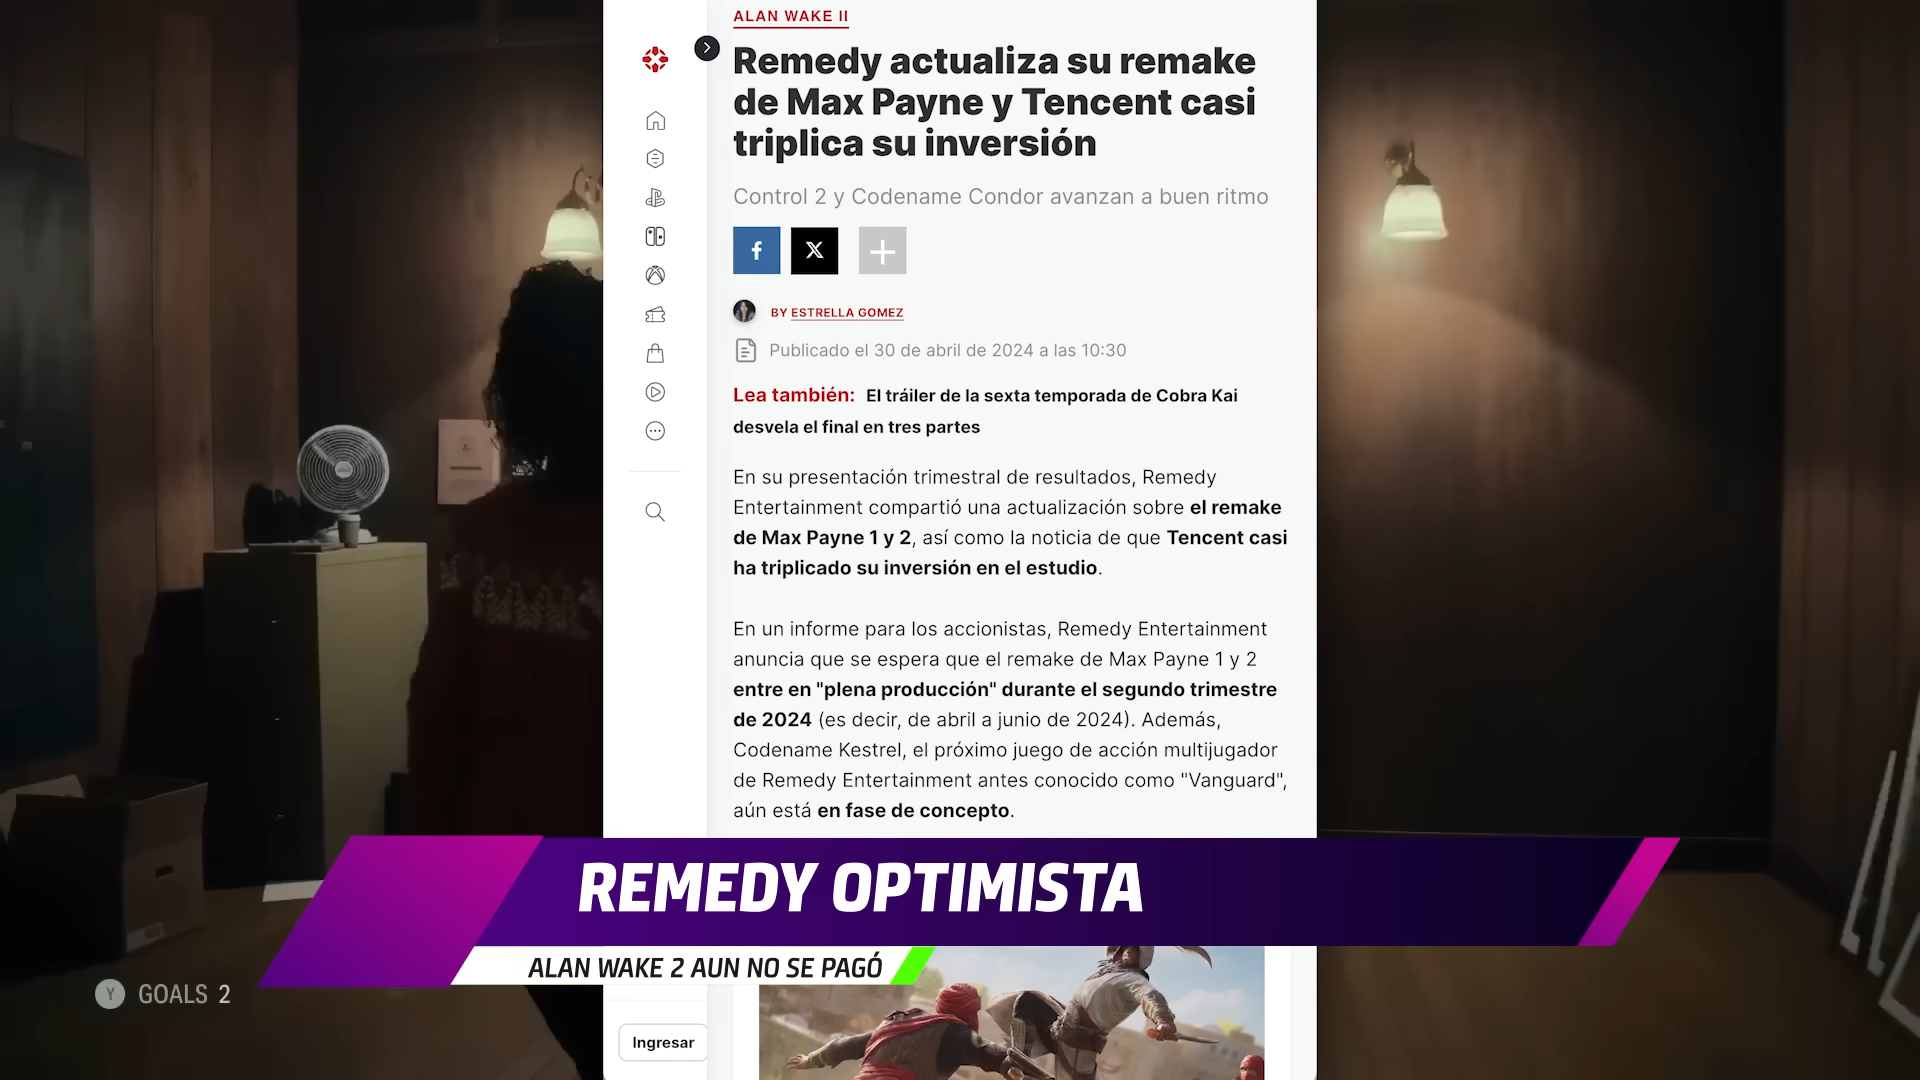 ALAN WAKE II
Remedy actualiza su remake
de Max Payne y Tencent casi
triplica su inversión
Control 2 y Codename Condor avanzan a buen ritmo
BY ESTRELLA GOMEZ
Publicado el 30 de abril de 2024 a las 10:30
Lea también: El tráiler de la sexta temporada de Cobra Kai
desvela el final en tres partes
En su presentación trimestral de resultados, Remedy
Entertainment compartió una actualización sobre el remake
de Max Payne 1 y 2, así como la noticia de que Tencent casi
ha triplicado su inversión en el estudio.
En un informe para los accionistas, Remedy Entertainment
anuncia que se espera que el remake de Max Payne 1 y 2
entre en "plena producción" durante el segundo trimestre
de 2024 (es decir, de abril a junio de 2024). Además,
Codename Kestrel, el próximo juego de acción multijugador
de Remedy Entertainment antes conocido como "Vanguard",
aún está en fase de concepto.
REMEDY OPTIMISTA
ALAN WAKE 2 AUN NO SE PAGÓ
Y GOALS 2
Ingresar